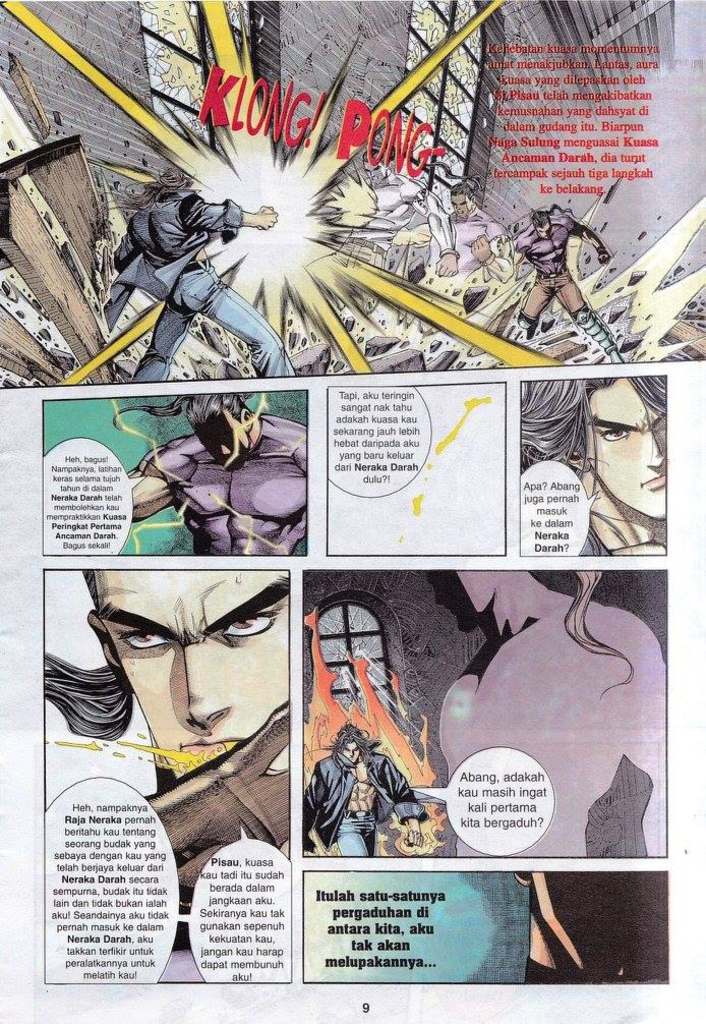 KLONG! PONG-
Kehebatan kuasa momentumnya
amat menakjubkan. Lantas, aura
kuasa yang dilepaskan oleh
Si Pisau telah mengakibatkan
kemusnahan yang dahsyat di
dalam gudang itu. Biarpun
Naga Sulung menguasai Kuasa
Ancaman Darah, dia turut
tercampak sejauh tiga langkah
ke belakang.
Heh, bagus!
Nampaknya, latihan
keras selama tujuh
tahun di dalam
Neraka Darah telah
membolehkan kau
mempraktikkan Kuasa
Peringkat Pertama
Ancaman Darah.
Bagus sekali!
Tapi, aku teringin
sangat nak tahu
adakah kuasa kau
sekarang jauh lebih
hebat daripada aku
yang baru keluar
dari Neraka Darah
dulu?!
Apa? Abang
juga pernah
masuk
ke dalam
Neraka
Darah?
Heh, nampaknya
Raja Neraka pernah
beritahu kau tentang
seorang budak yang
sebaya dengan kau yang
telah berjaya keluar dari
Neraka Darah secara
sempurna, budak itu tidak
lain dan tidak bukan ialah
aku! Seandainya aku tidak
pernah masuk ke dalam
Neraka Darah, aku
takkan terfikir untuk
peralatkannya untuk
melatih kau!
Pisau, kuasa
kau tadi itu sudah
berada dalam
jangkaan aku.
Sekiranya kau tak
gunakan sepenuh
kekuatan kau,
jangan kau harap
dapat membunuh
aku!
Abang, adakah
kau masih ingat
kali pertama
kita bergaduh?
Itulah satu-satunya
pergaduhan di
antara kita, aku
tak akan
melupakannya...
9